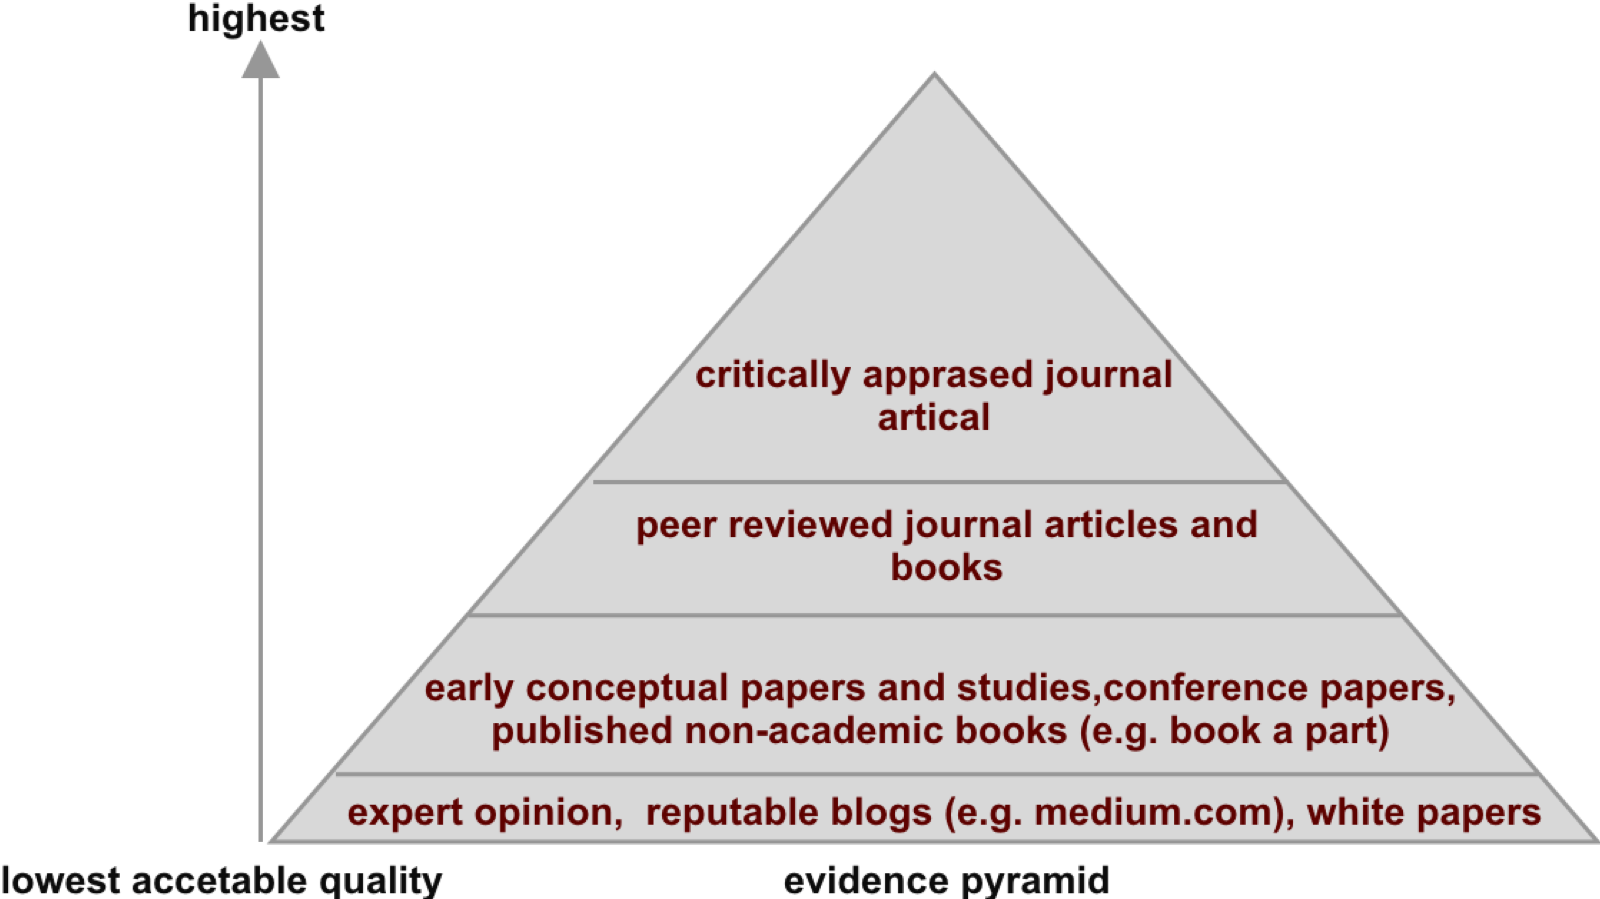 highest
critically apprased journal
artical
peer reviewed journal articles and
books
early conceptual papers and studies,conference papers,
published non-academic books (e.g. book a part)
expert opinion,  reputable blogs (e.g. medium.com), white papers
lowest accetable quality
evidence pyramid